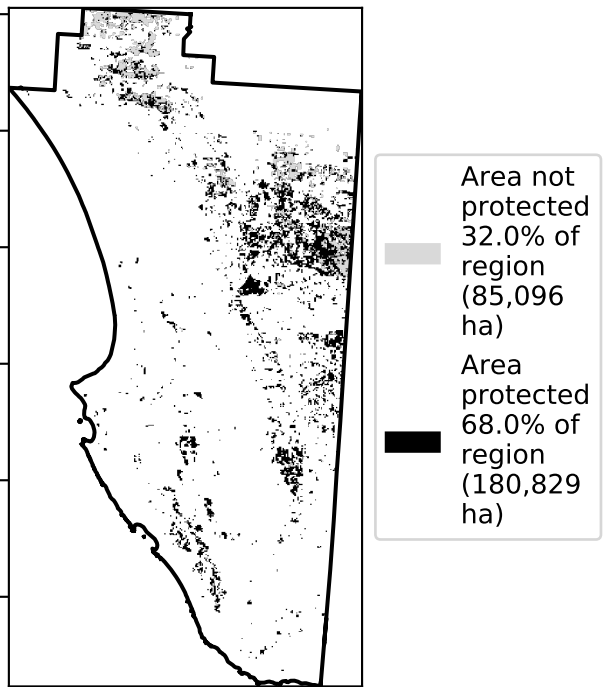 Area not
protected
32.0% of
region
(85,096
ha)
Area
protected
68.0% of
region
(180,829
ha)